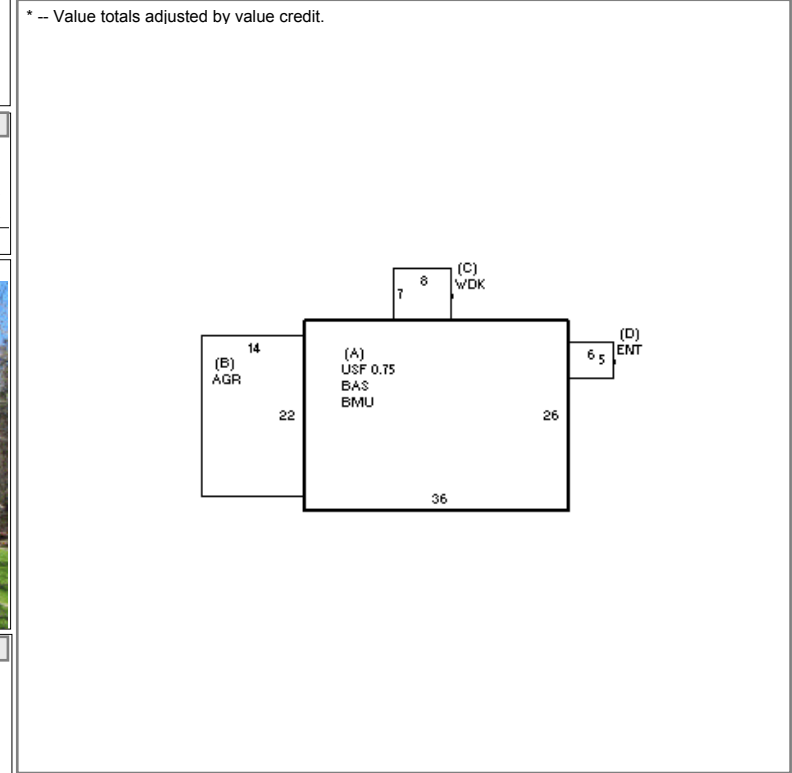 * -- Value totals adjusted by value credit.
8
(C)
WDK
7
14
(B)
AGR
22
(A)
USF 0.75
BAS
BMU
26
36
6 5
(D)
ENT